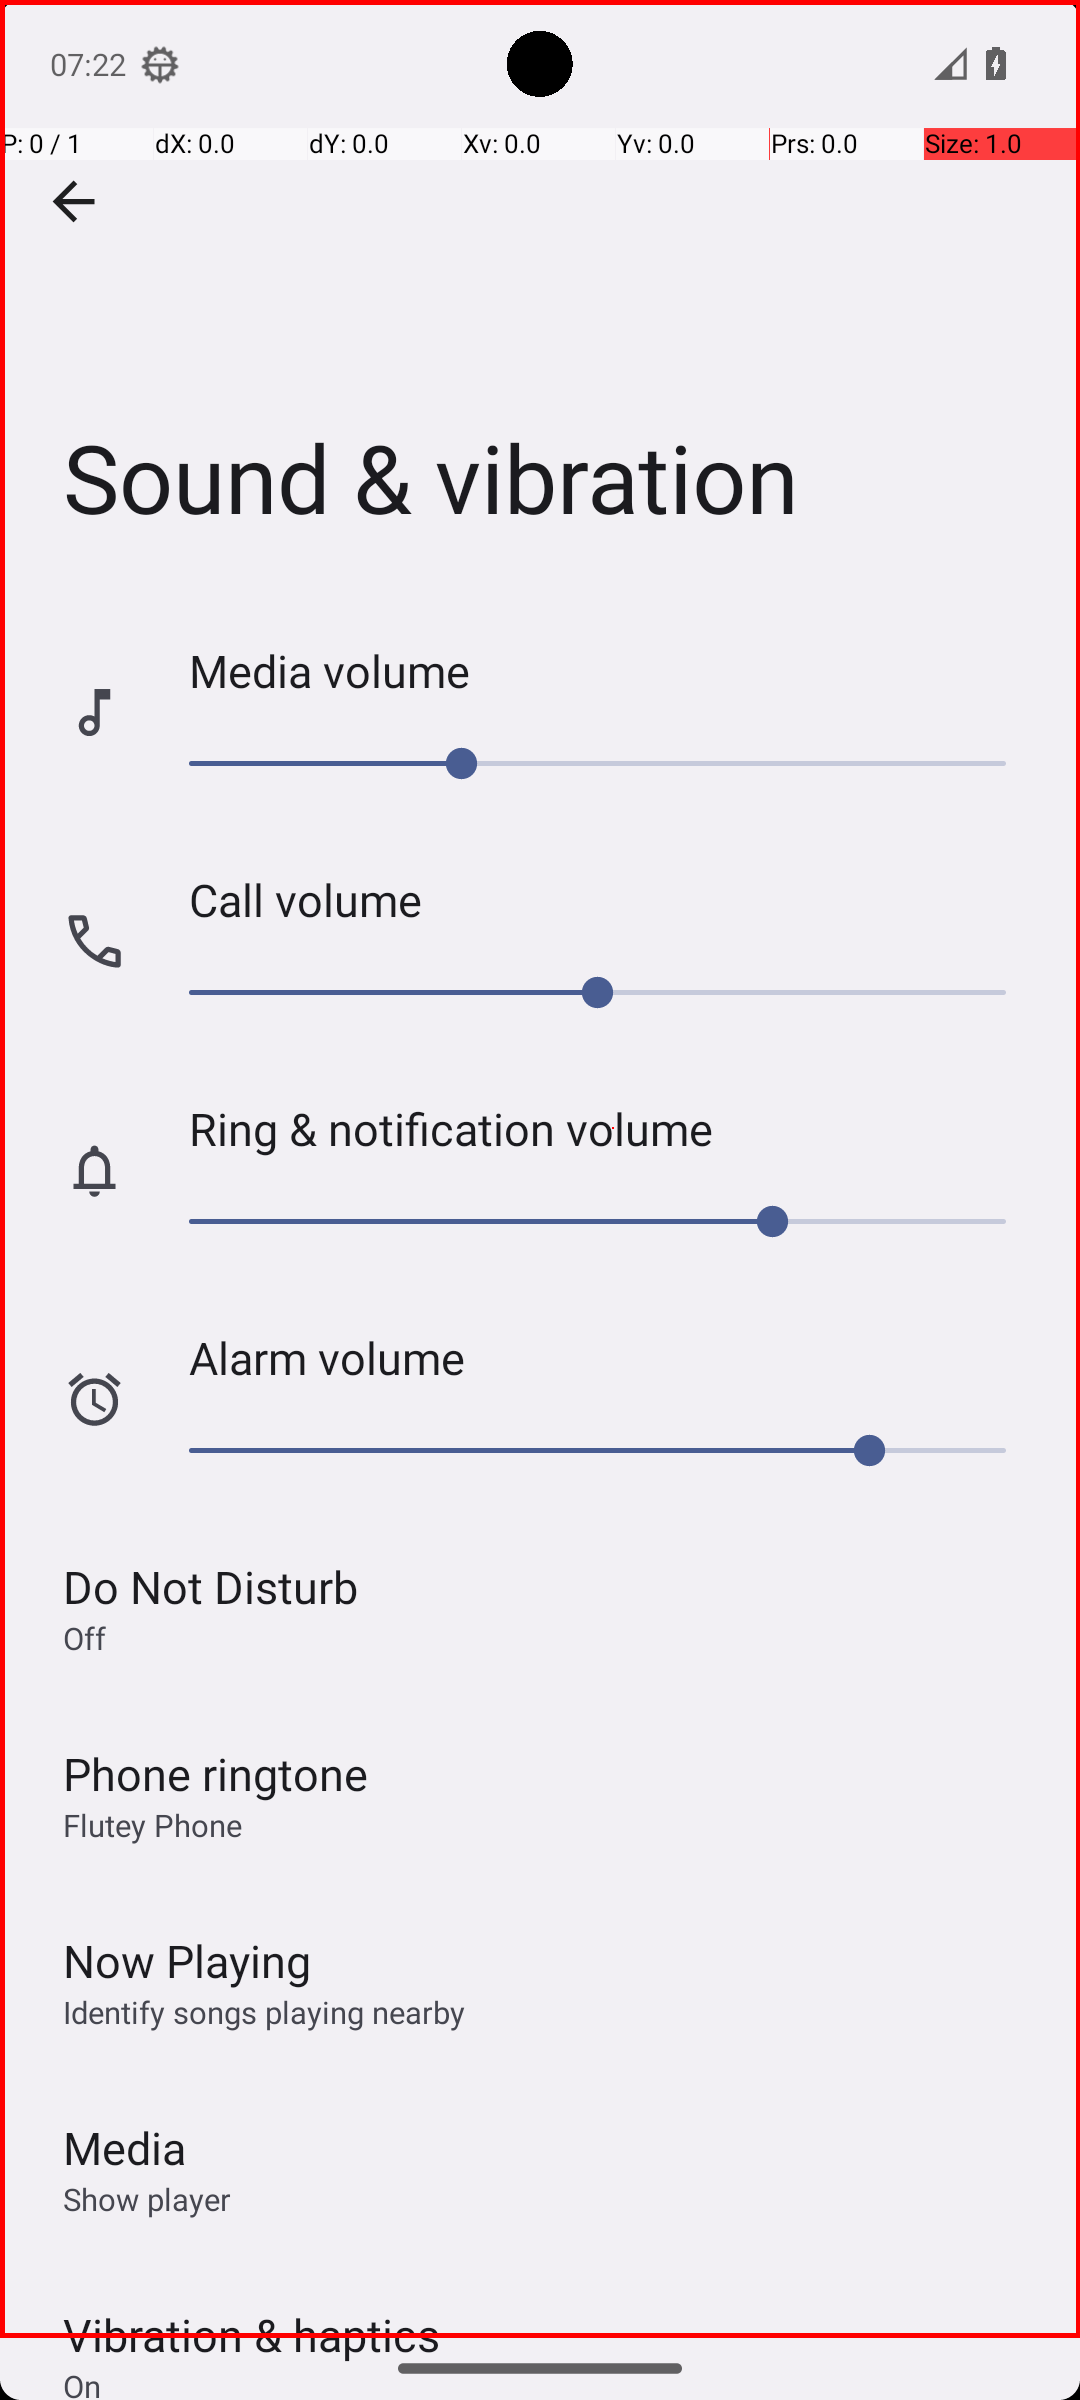 07:22
P: 0 / 1 dX: 0.0 dY: 0.0 Xv: 0.0 Yv: 0.0 Prs: 0.0 Size: 1.0
Sound & vibration
Media volume
Call volume
Ring & notification volume
Alarm volume
Do Not Disturb
Off
Phone ringtone
Flutey Phone
Now Playing
Identify songs playing nearby
Media
Show player
Vibration & haptics
On